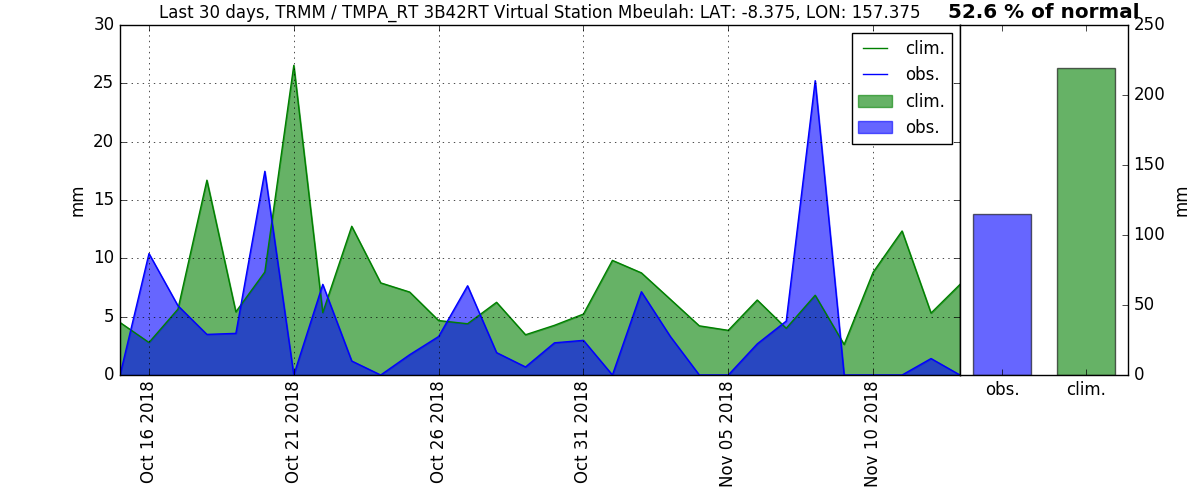 Last 30 days, TRMM / TMPA_RT 3B42RT Virtual Station Mbeulah: LAT: -8.375, LON: 157.375
52.6 % of normal
30
25
20
15
10
5
0
mm
clim.
obs.
clim.
obs.
Oct 16 2018
Oct 21 2018
Oct 26 2018
Oct 31 2018
Nov 05 2018
Nov 10 2018
250
200
150
100
50
0
mm
obs.
clim.